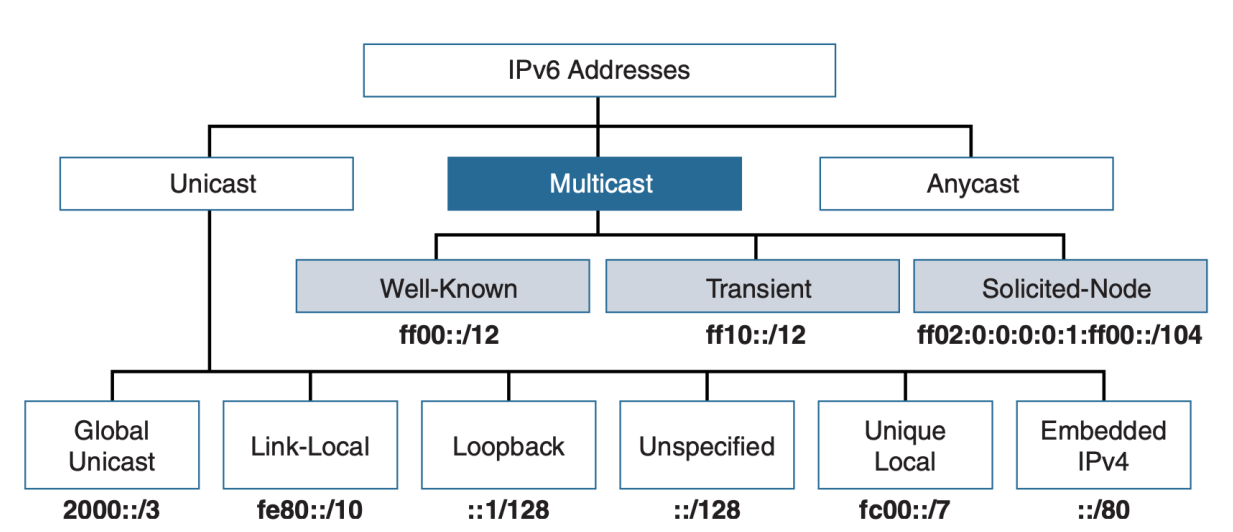 IPv6 Addresses
Unicast
Multicast
Anycast
Well-Known
Transient
Solicited-Node
ff00::/12
ff10::/12
ff02:0:0:0:0:1:ff00::/104
Global
Unicast
Link-Local
Loopback
Unspecified
Unique
Local
Embedded
IPv4
2000::/3
fe80::/10
::1/128
::/128
fc00::/7
::/80